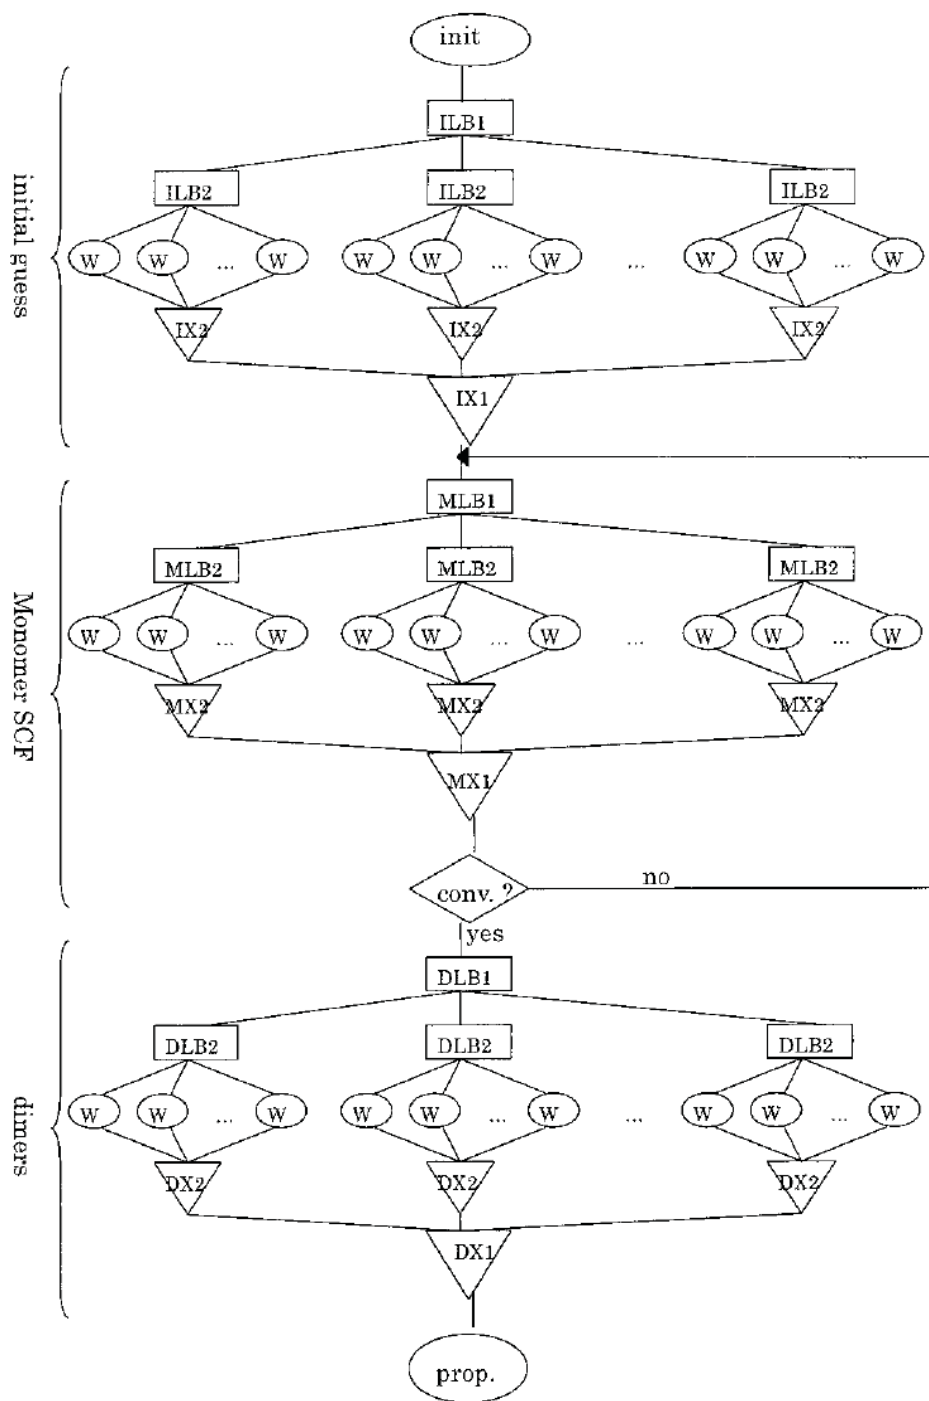 init
initial guess
ILB1
ILB2 ILB2 ILB2
W W ... W W W ... W ... W W ... W
IX2 IX2 IX2
IX1
Monomer SCF
MLB1
MLB2 MLB2 MLB2
W W ... W W W ... W ... W W ... W
MX2 MX2 MX2
MX1
conv. ? no
yes
dimers
DLB1
DLB2 DLB2 DLB2
W W ... W W W ... W ... W W ... W
DX2 DX2 DX2
DX1
prop.